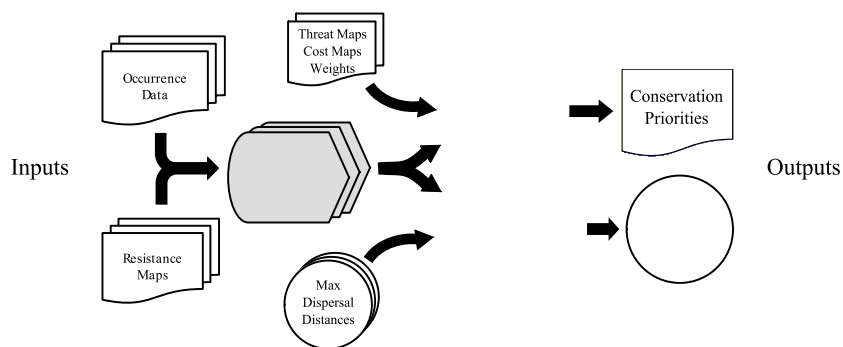 Threat Maps
Cost Maps
Weights
Occurrence
Data
Conservation
Priorities
Inputs
Outputs
Resistance
Maps
Max
Dispersal
Distances